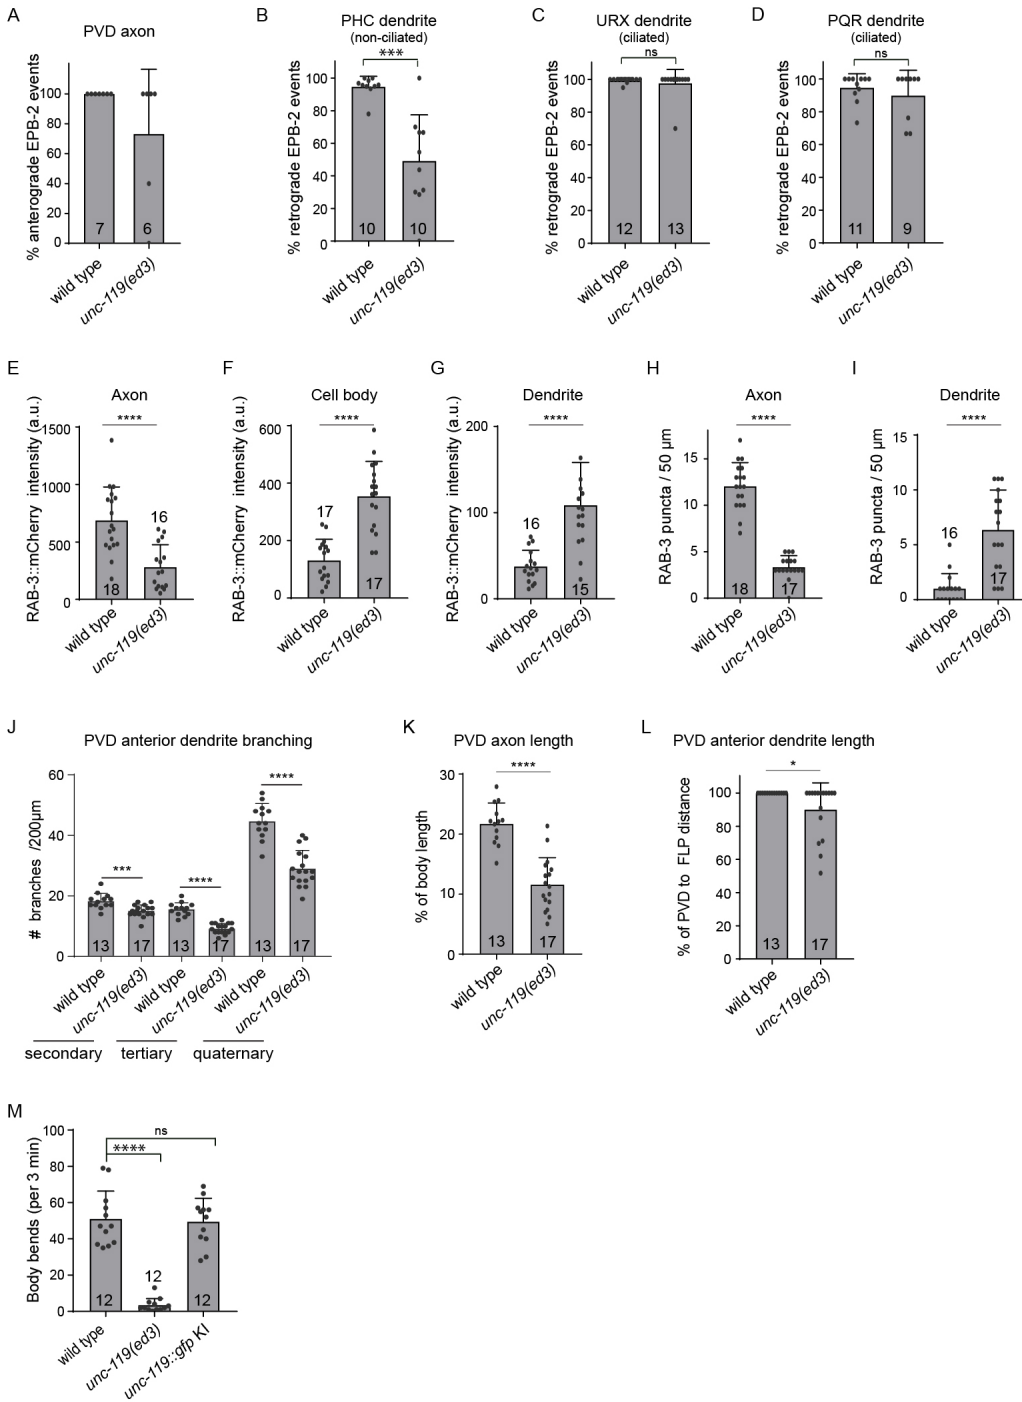 A
PVD axon
% anterograde EPB-2 events
100
80
60
40
20
0
7
6
wild type
unc-119(ed3)
B
PHC dendrite
(non-ciliated)
***
% retrograde EPB-2 events
100
80
60
40
20
0
10
10
wild type
unc-119(ed3)
C
URX dendrite
(ciliated)
ns
% retrograde EPB-2 events
100
80
60
40
20
0
12
13
wild type
unc-119(ed3)
D
PQR dendrite
(ciliated)
ns
% retrograde EPB-2 events
100
80
60
40
20
0
11
9
wild type
unc-119(ed3)
E
Axon
****
RAB-3::mCherry intensity (a.u.)
1500
1000
500
0
16
18
wild type
unc-119(ed3)
F
Cell body
****
RAB-3::mCherry intensity (a.u.)
600
400
200
0
17
17
wild type
unc-119(ed3)
G
Dendrite
****
RAB-3::mCherry intensity (a.u.)
200
100
0
16
15
wild type
unc-119(ed3)
H
Axon
****
RAB-3 puncta / 50 µm
15
10
5
0
18
17
wild type
unc-119(ed3)
I
Dendrite
****
RAB-3 puncta / 50 µm
15
10
5
0
16
17
wild type
unc-119(ed3)
J
PVD anterior dendrite branching
# branches /200µm
60
40
20
0
***
****
****
13
17
13
17
13
17
wild type
unc-119(ed3)
wild type
unc-119(ed3)
wild type
unc-119(ed3)
secondary
tertiary
quaternary
K
PVD axon length
****
% of body length
30
20
10
0
13
17
wild type
unc-119(ed3)
L
PVD anterior dendrite length
*
% of PVD to FLP distance
100
80
60
40
20
0
13
17
wild type
unc-119(ed3)
M
ns
****
Body bends (per 3 min)
100
80
60
40
20
0
12
12
12
wild type
unc-119(ed3)
unc-119::gfp KI